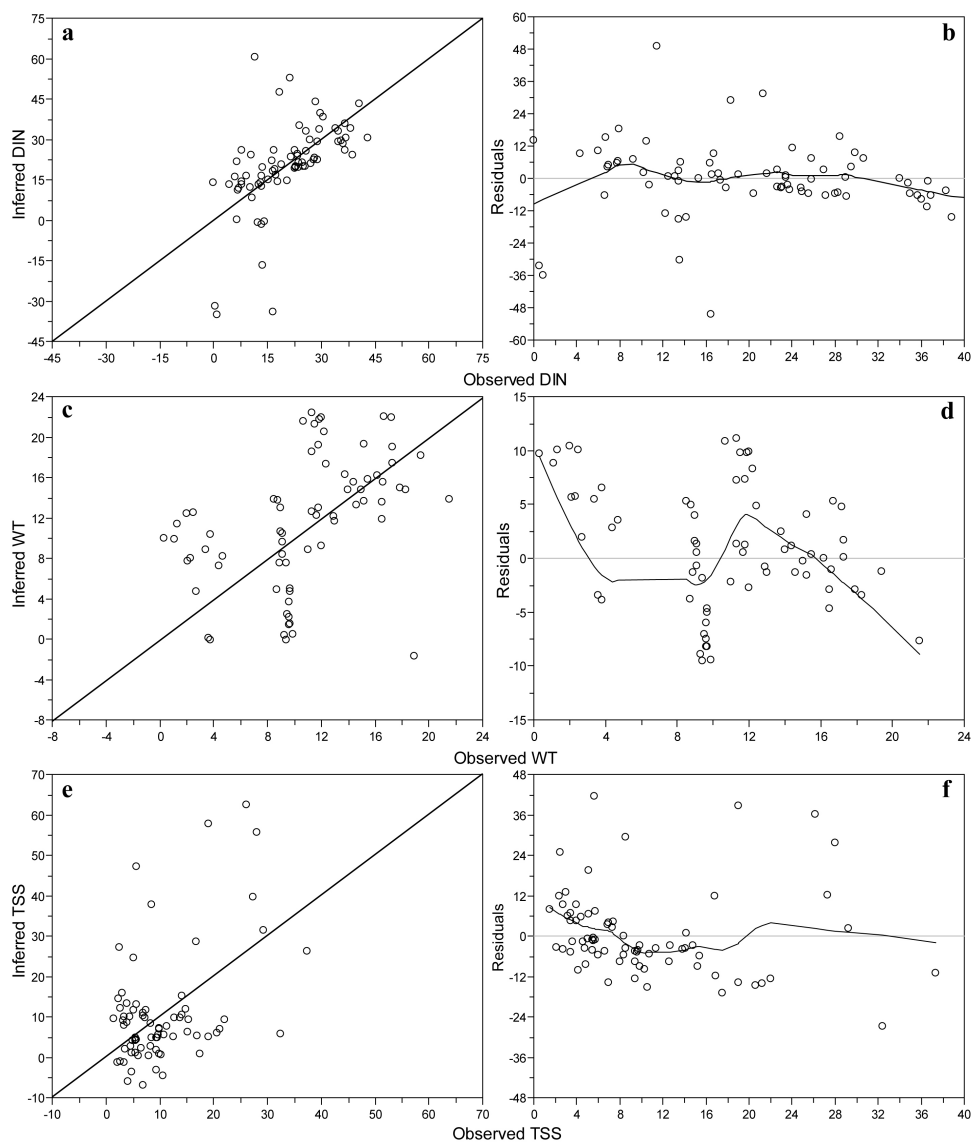 a
Inferred DIN
75
60
45
30
15
0
-15
-30
-45
-45 -15 0 15 30 45 60 75
b
Residuals
60
48
36
24
12
0
-12
-24
-36
-48
-60
0 4 8 12 16 20 24 28 32 36 40
Observed DIN
c
Inferred WT
24
20
16
12
8
4
0
-4
-8
-8 -4 0 4 8 12 16 20 24
d
Residuals
15
10
5
0
-5
-10
-15
0 4 8 12 16 20 24
Observed WT
e
Inferred TSS
70
60
50
40
30
20
10
0
-10
-10 0 10 20 30 40 50 60 70
f
Residuals
48
36
24
12
0
-12
-24
-36
-48
0 4 8 12 16 20 24 28 32 36 40
Observed TSS